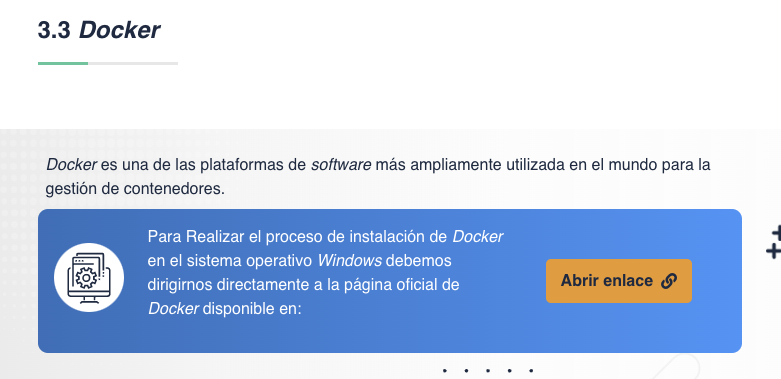 3.3 Docker
Docker es una de las plataformas de software más ampliamente utilizada en el mundo para la
gestión de contenedores.
Para Realizar el proceso de instalación de Docker
en el sistema operativo Windows debemos
dirigirnos directamente a la página oficial de
Docker disponible en:
Abrir enlace